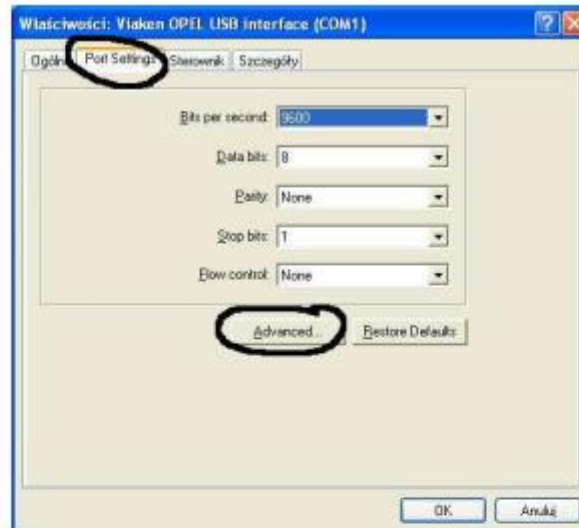 Właściwości: Viaken OPEL USB interface (COM1)
Ogólne Port Settings Sterownik Szczegóły
Bits per second: 9600
Data bits: 8
Parity: None
Stop bits: 1
Flow control: None
Advanced... Restore Defaults
OK Anuluj